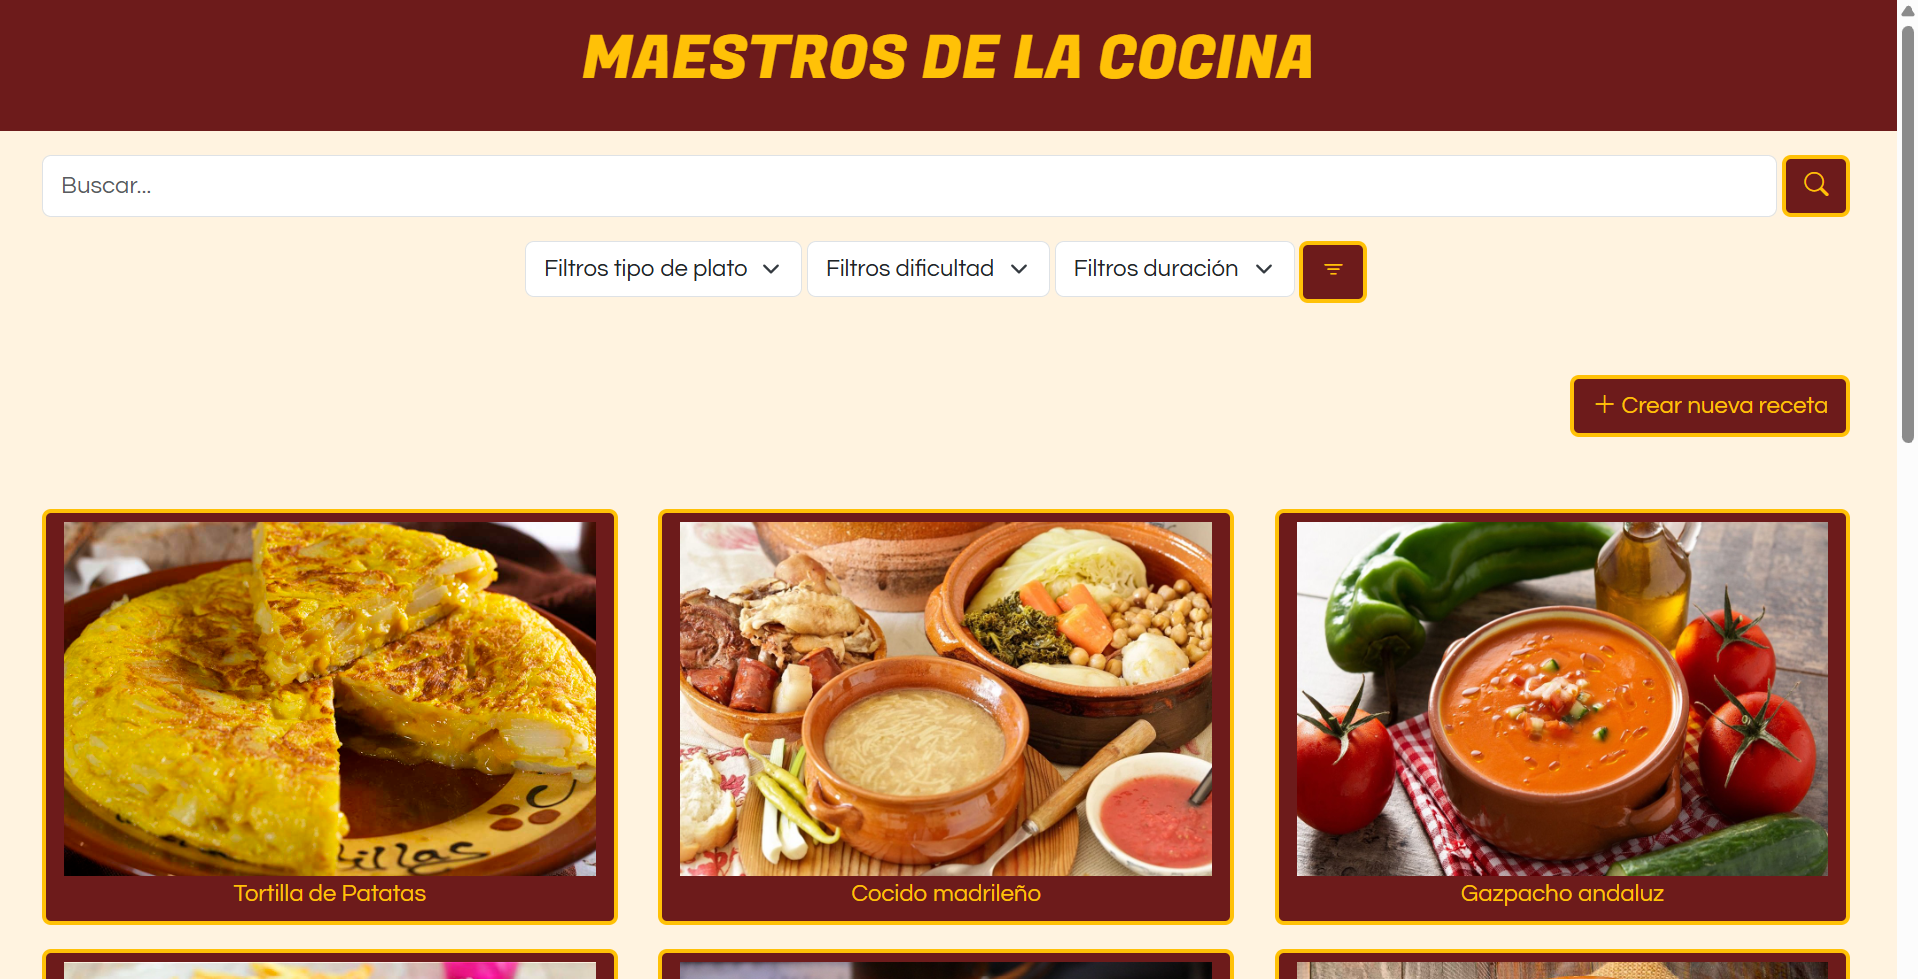 MAESTROS DE LA COCINA
Buscar...
Filtros tipo de plato
Filtros dificultad
Filtros duración
+ Crear nueva receta
Tortilla de Patatas
Cocido madrileño
Gazpacho andaluz